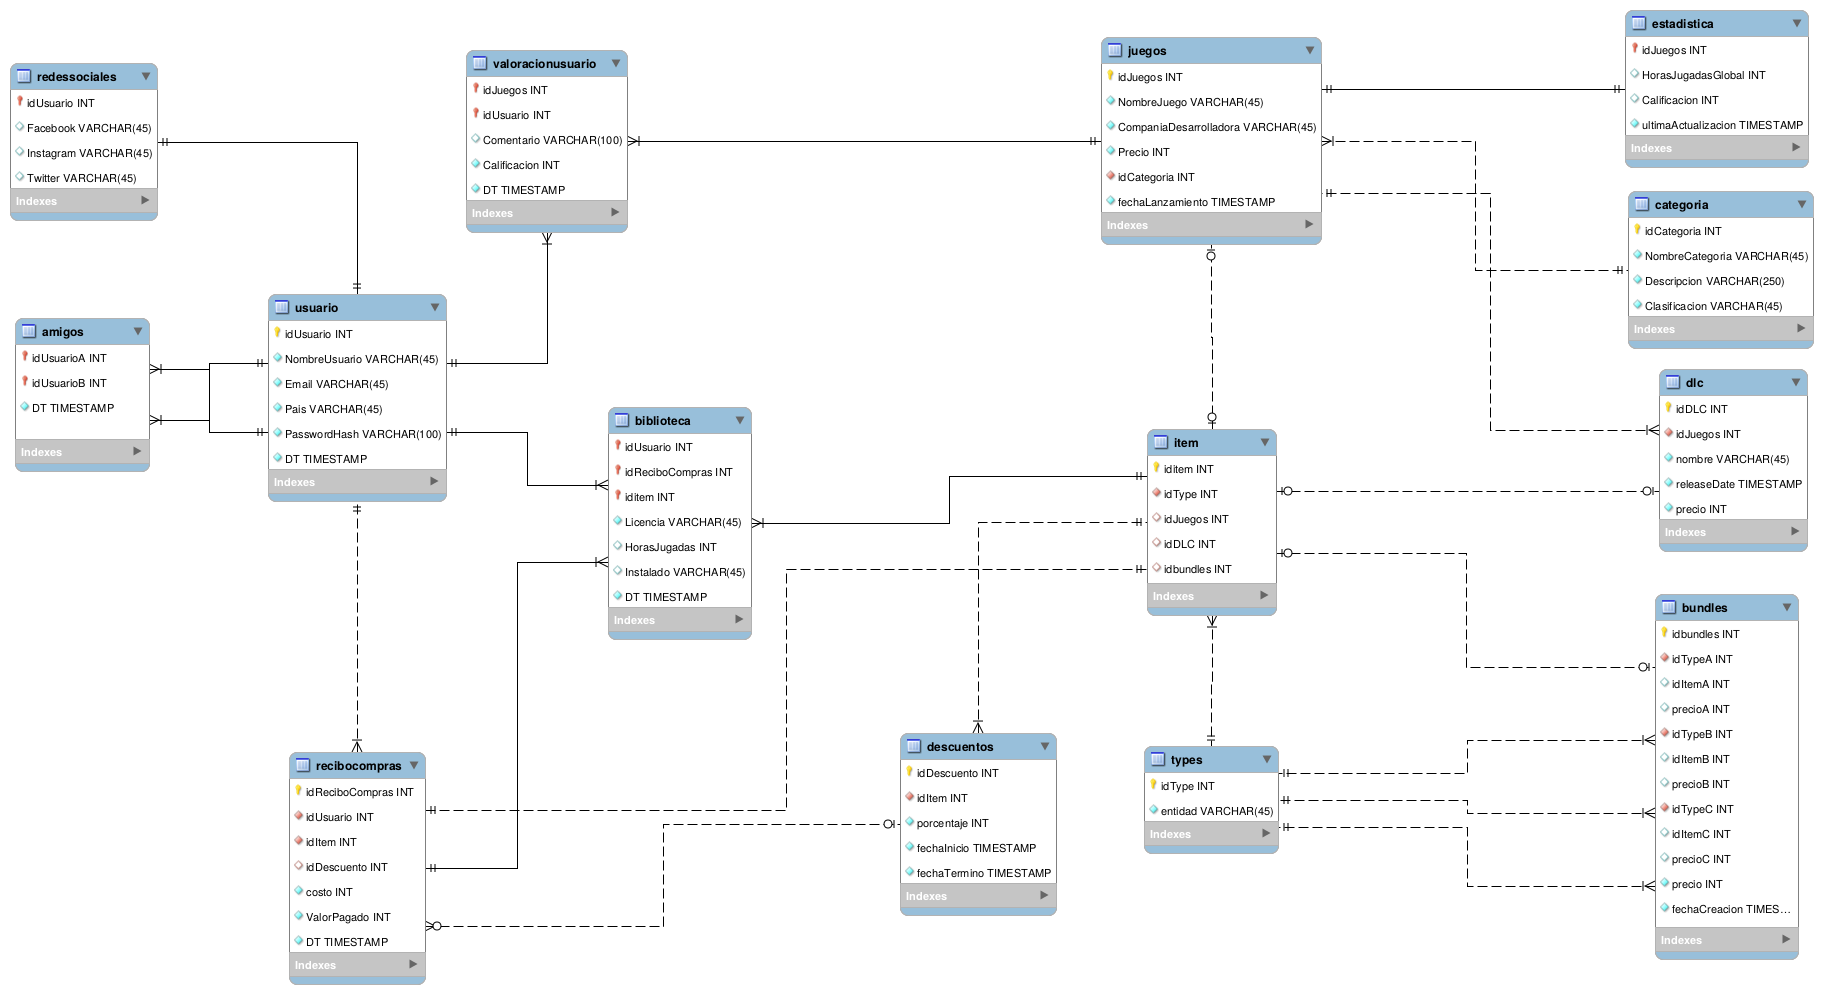 redessociales
idUsuario INT
Facebook VARCHAR(45)
Instagram VARCHAR(45)
Twitter VARCHAR(45)
Indexes
valoracionusuario
idJuegos INT
idUsuario INT
Comentario VARCHAR(100)
Calificacion INT
DT TIMESTAMP
Indexes
juegos
idJuegos INT
NombreJuego VARCHAR(45)
CompaniaDesarrolladora VARCHAR(45)
Precio INT
idCategoria INT
fechaLanzamiento TIMESTAMP
Indexes
estadistica
idJuegos INT
HorasJugadasGlobal INT
Calificacion INT
ultimaActualizacion TIMESTAMP
Indexes
categoria
idCategoria INT
NombreCategoria VARCHAR(45)
Descripcion VARCHAR(250)
Clasificacion VARCHAR(45)
Indexes
amigos
idUsuarioA INT
idUsuarioB INT
DT TIMESTAMP
Indexes
usuario
idUsuario INT
NombreUsuario VARCHAR(45)
Email VARCHAR(45)
Pais VARCHAR(45)
PasswordHash VARCHAR(100)
DT TIMESTAMP
Indexes
biblioteca
idUsuario INT
idReciboCompras INT
iditem INT
Licencia VARCHAR(45)
HorasJugadas INT
Instalado VARCHAR(45)
DT TIMESTAMP
Indexes
item
iditem INT
idType INT
idJuegos INT
idDLC INT
idbundles INT
Indexes
dlc
idDLC INT
idJuegos INT
nombre VARCHAR(45)
releaseDate TIMESTAMP
precio INT
Indexes
bundles
idbundles INT
idTypeA INT
idItemA INT
precioA INT
idTypeB INT
idItemB INT
precioB INT
idTypeC INT
idItemC INT
precioC INT
precio INT
fechaCreacion TIMES...
Indexes
recibocompras
idReciboCompras INT
idUsuario INT
idItem INT
idDescuento INT
costo INT
ValorPagado INT
DT TIMESTAMP
Indexes
descuentos
idDescuento INT
idItem INT
porcentaje INT
fechaInicio TIMESTAMP
fechaTermino TIMESTAMP
Indexes
types
idType INT
entidad VARCHAR(45)
Indexes